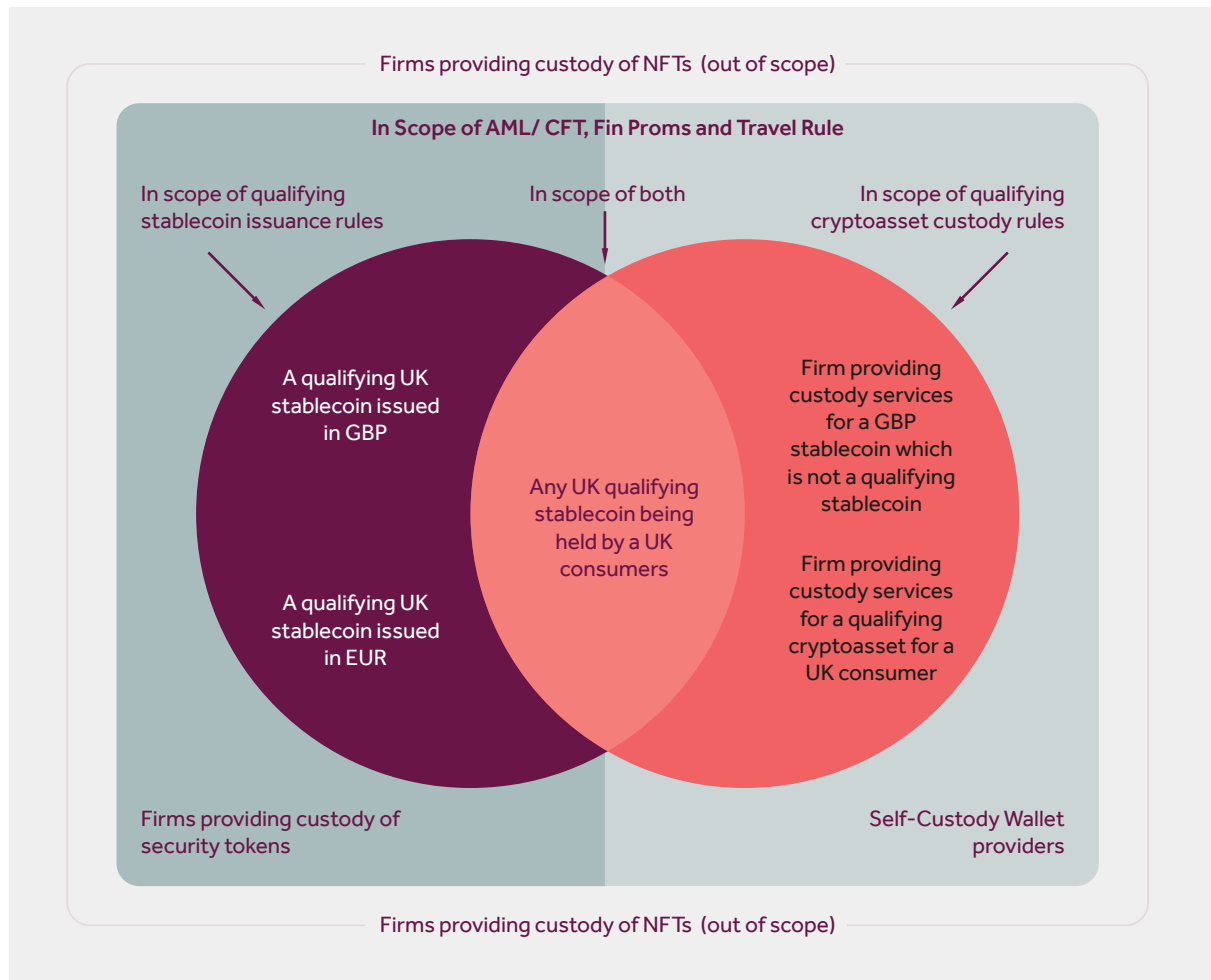 Firms providing custody of NFTs (out of scope)
In Scope of AML/ CFT, Fin Proms and Travel Rule
In scope of qualifying
stablecoin issuance rules
In scope of both
In scope of qualifying
cryptoasset custody rules
A qualifying UK
stablecoin issued
in GBP
A qualifying UK
stablecoin issued
in EUR
Any UK qualifying
stablecoin being
held by a UK
consumers
Firm providing
custody services
for a GBP
stablecoin which
is not a qualifying
stablecoin
Firm providing
custody services
for a qualifying
cryptoasset for a
UK consumer
Firms providing custody of
security tokens
Self-Custody Wallet
providers
Firms providing custody of NFTs (out of scope)